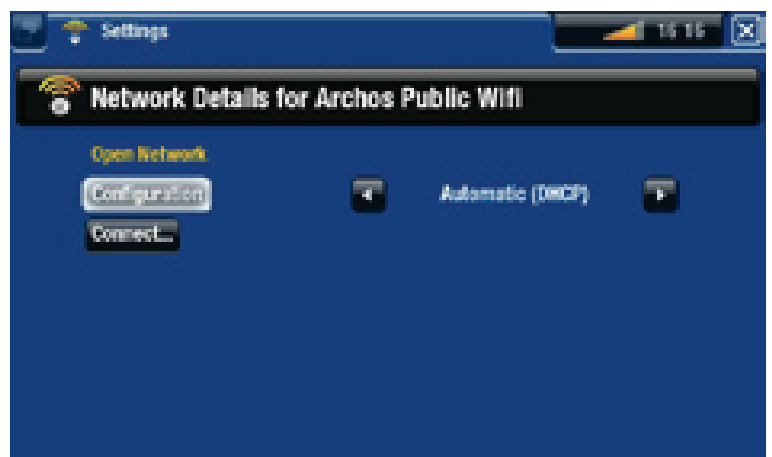 Settings
16 16
Network Details for Archos Public Wifi
Open Network
Configuration
Automatic (DHCP)
Connect...